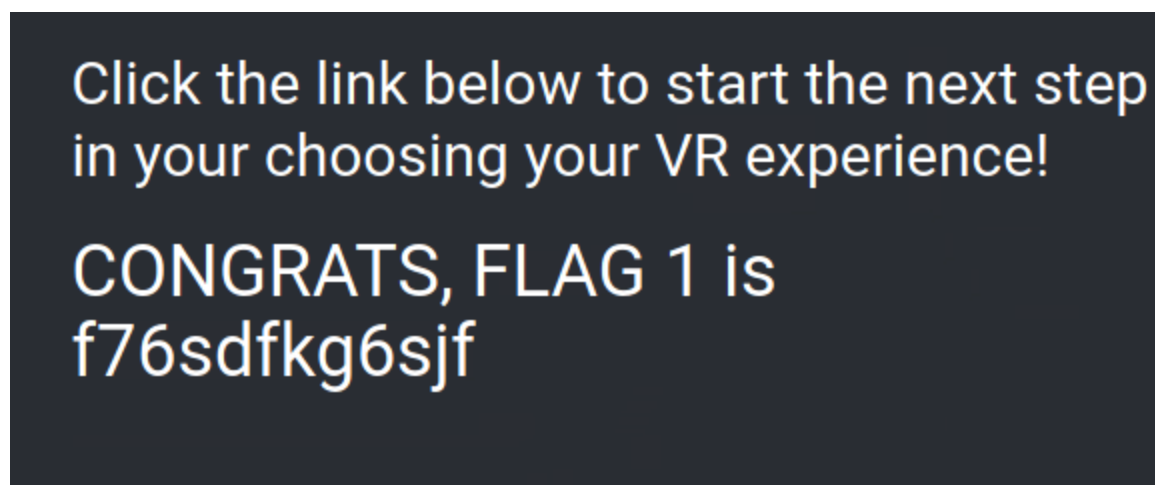 Click the link below to start the next step
in your choosing your VR experience!
CONGRATS, FLAG 1 is
f76sdfkg6sjf